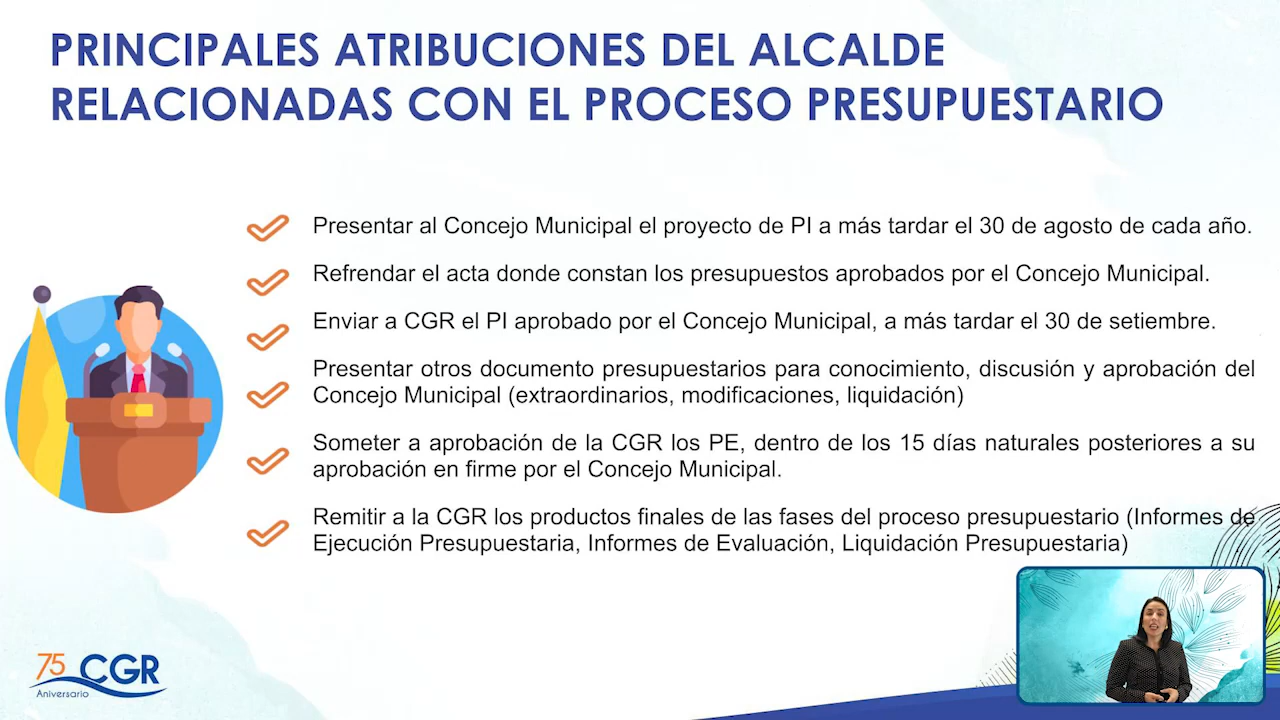 PRINCIPALES ATRIBUCIONES DEL ALCALDE
RELACIONADAS CON EL PROCESO PRESUPUESTARIO
Presentar al Concejo Municipal el proyecto de PI a más tardar el 30 de agosto de cada año.
Refrendar el acta donde constan los presupuestos aprobados por el Concejo Municipal.
Enviar a CGR el PI aprobado por el Concejo Municipal, a más tardar el 30 de setiembre.
Presentar otros documento presupuestarios para conocimiento, discusión y aprobación del
Concejo Municipal (extraordinarios, modificaciones, liquidación)
Someter a aprobación de la CGR los PE, dentro de los 15 días naturales posteriores a su
aprobación en firme por el Concejo Municipal.
Remitir a la CGR los productos finales de las fases del proceso presupuestario (Informes de
Ejecución Presupuestaria, Informes de Evaluación, Liquidación Presupuestaria)
75 CGR
Aniversario